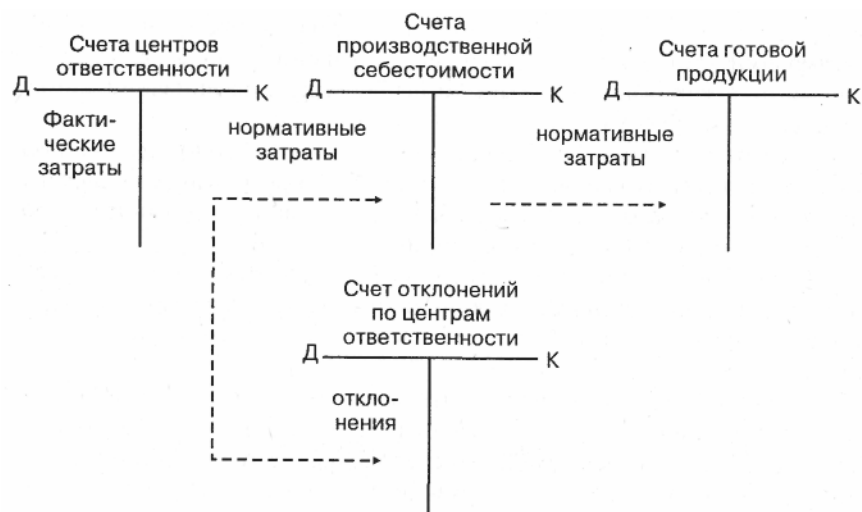 Счета центров
ответственности
Д
К
Факти-
ческие
затраты
нормативные
затраты
Счета
производственной
себестоимости
Д
К
нормативные
затраты
Счета готовой
продукции
Д
К
Счет отклонений
по центрам
ответственности
Д
К
откло-
нения